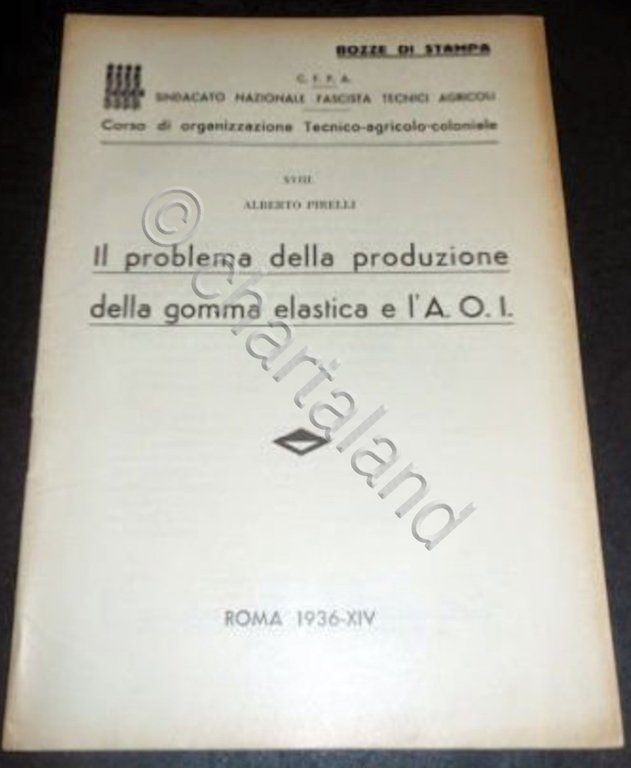 BOZZE DI STAMPA
C. F. F. A.
SINDACATO NAZIONALE FASCISTA TECNICI AGRICOLI
Corso di organizzazione Tecnico-agricolo-coloniale
XVIII.
ALBERTO PIRELLI
Il problema della produzione
della gomma elastica e l'A. O. I.
ROMA 1936-XIV
© chartaland